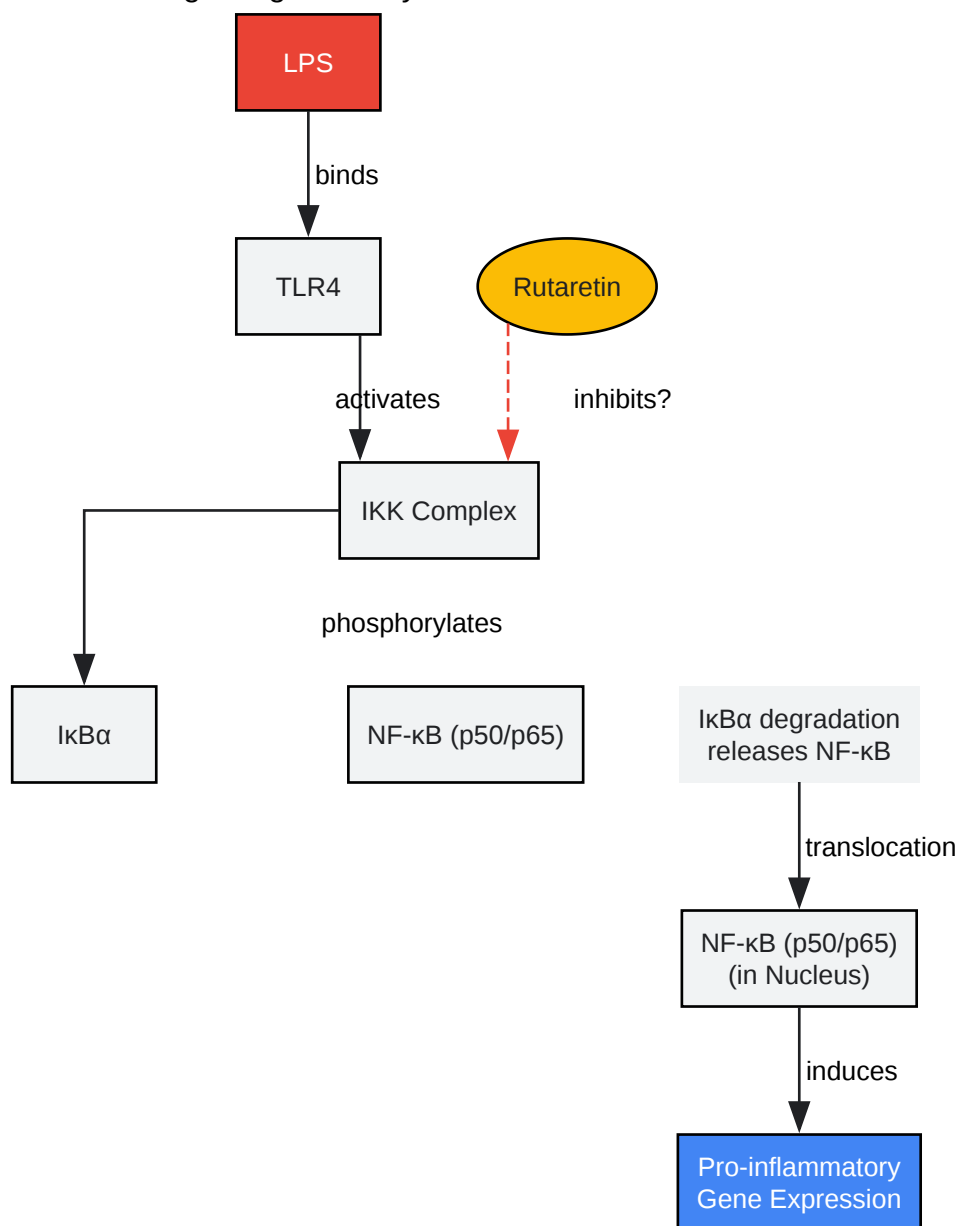 LPS
binds
TLR4
Rutaretin
activates
inhibits?
IKK Complex
phosphorylates
IκBα
NF-κB (p50/p65)
IκBα degradation
releases NF-κB
translocation
NF-κB (p50/p65)
(in Nucleus)
induces
Pro-inflammatory
Gene Expression